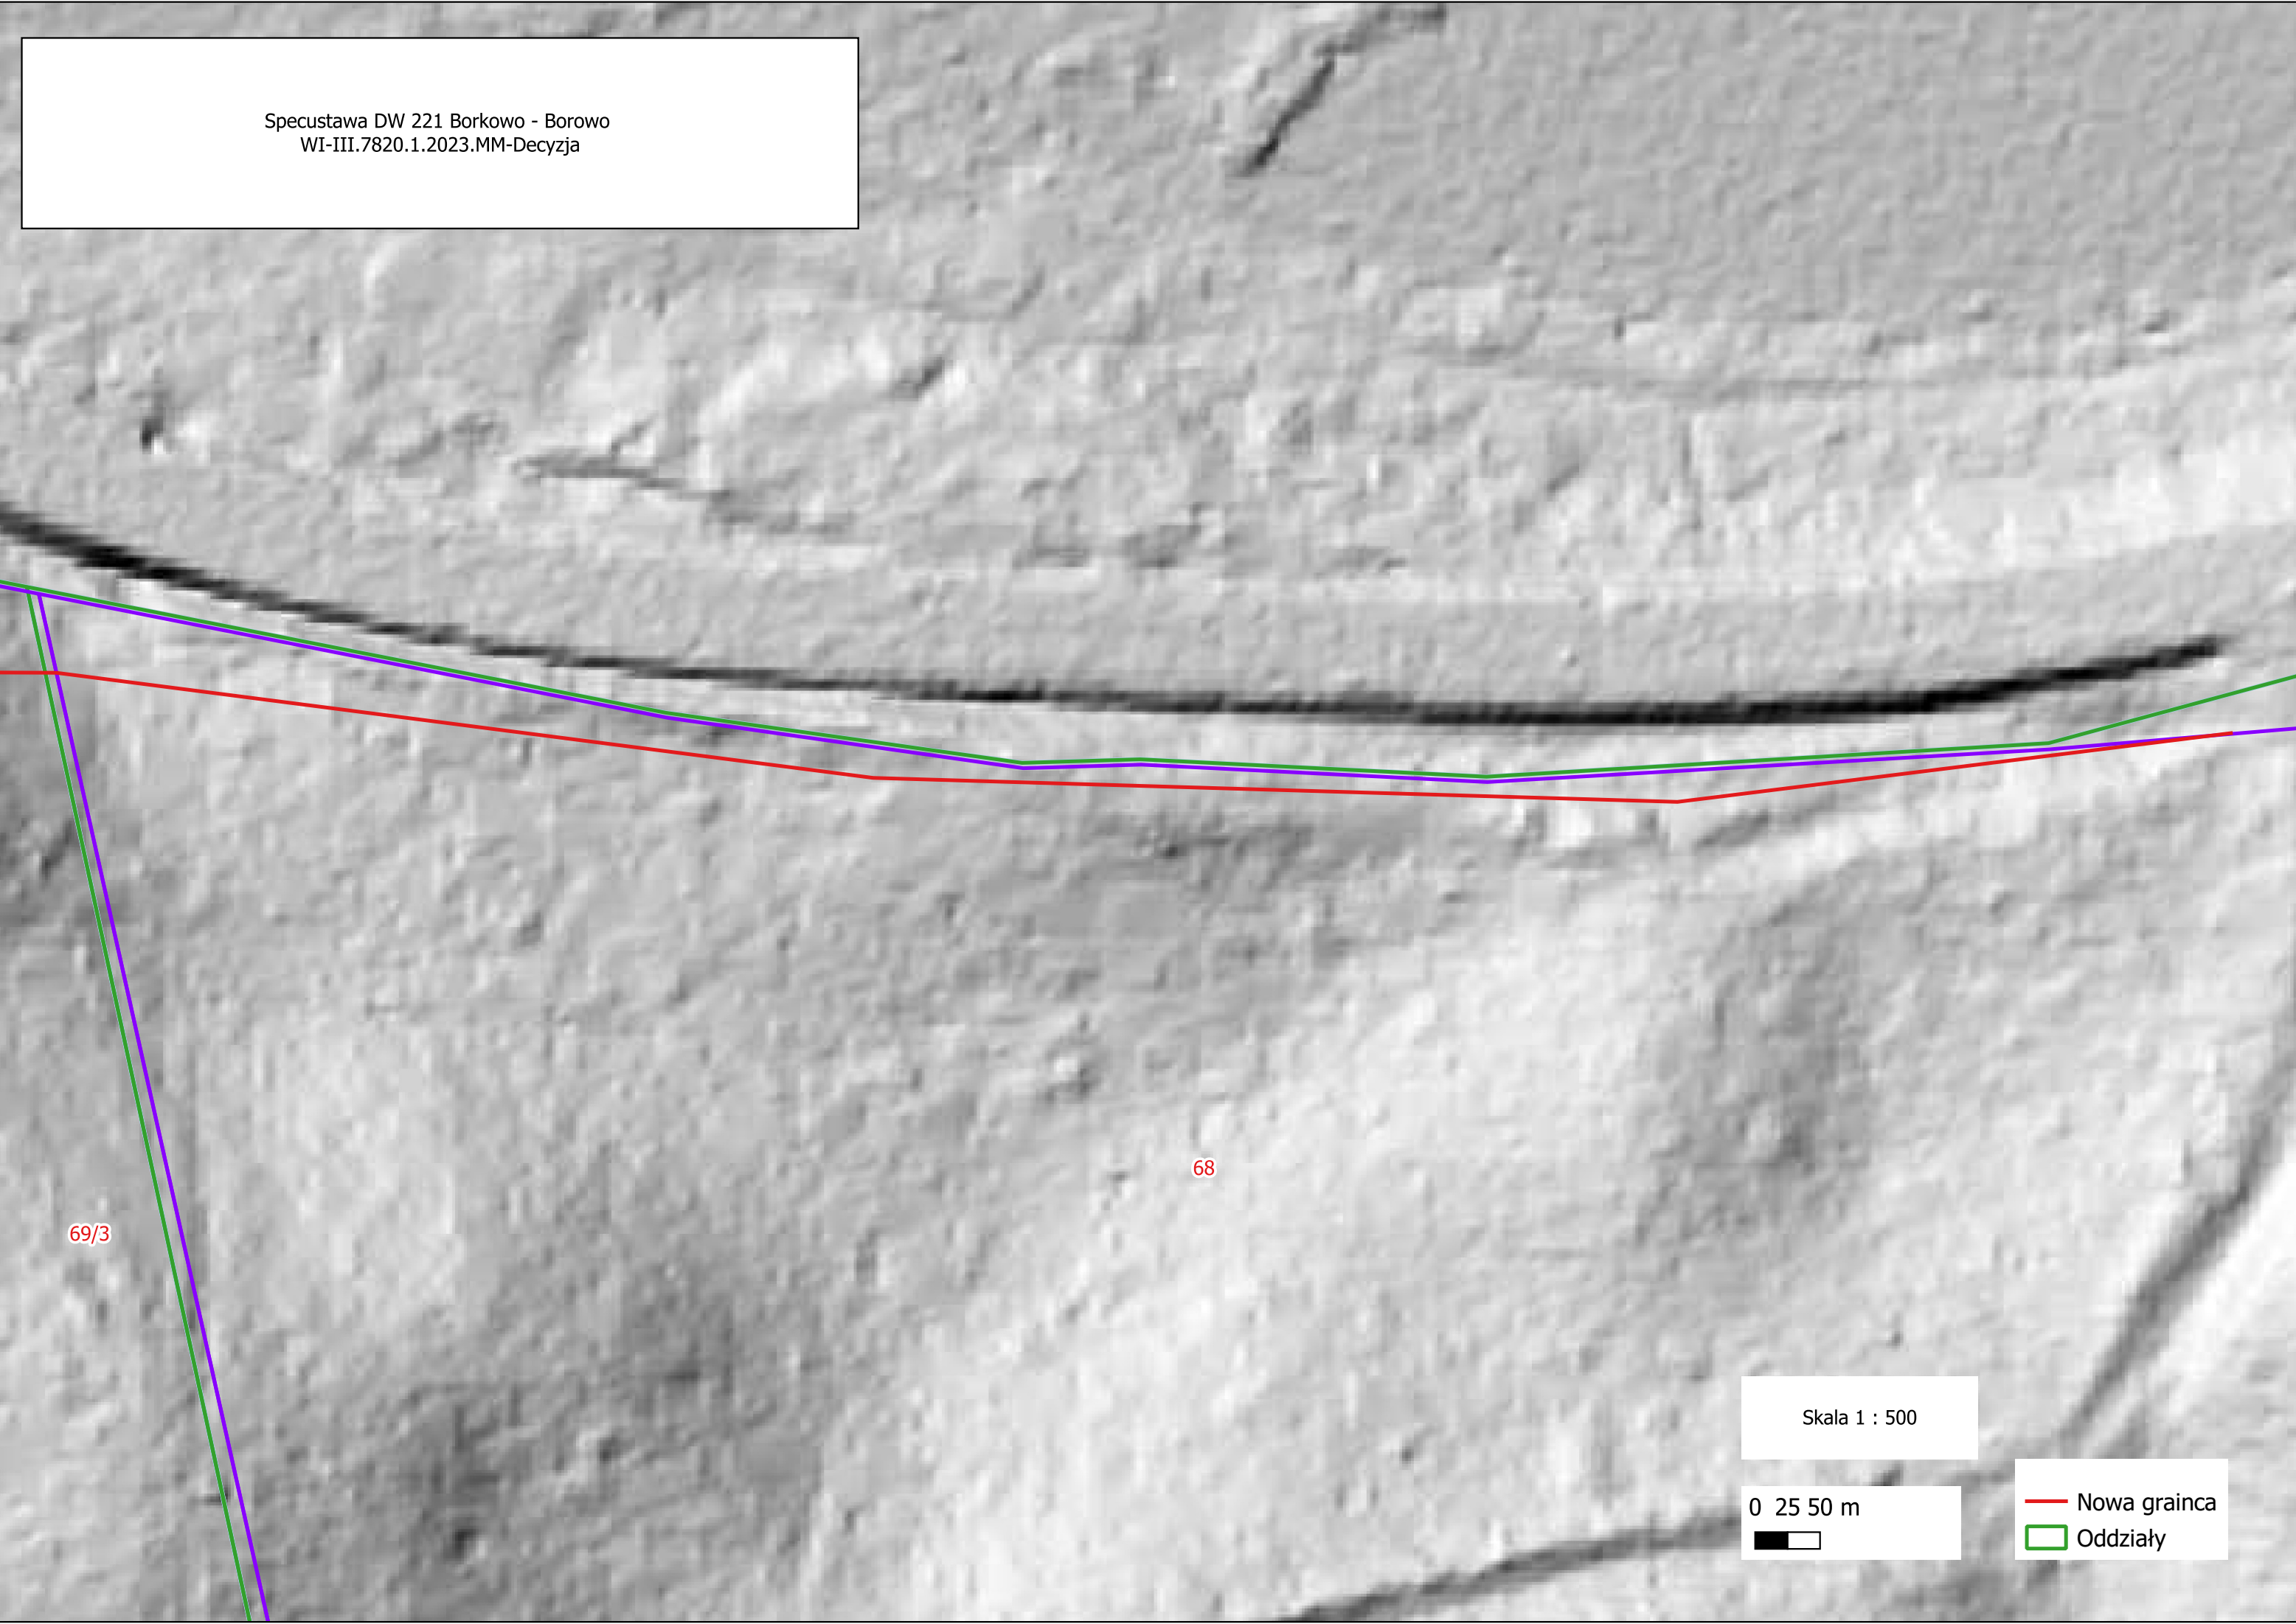 Specustawa DW 221 Borkowo - Borowo
WI-III.7820.1.2023.MM-Decyzja
68
69/3
Skala 1 : 500
0 25 50 m
Nowa grainca
Oddziały